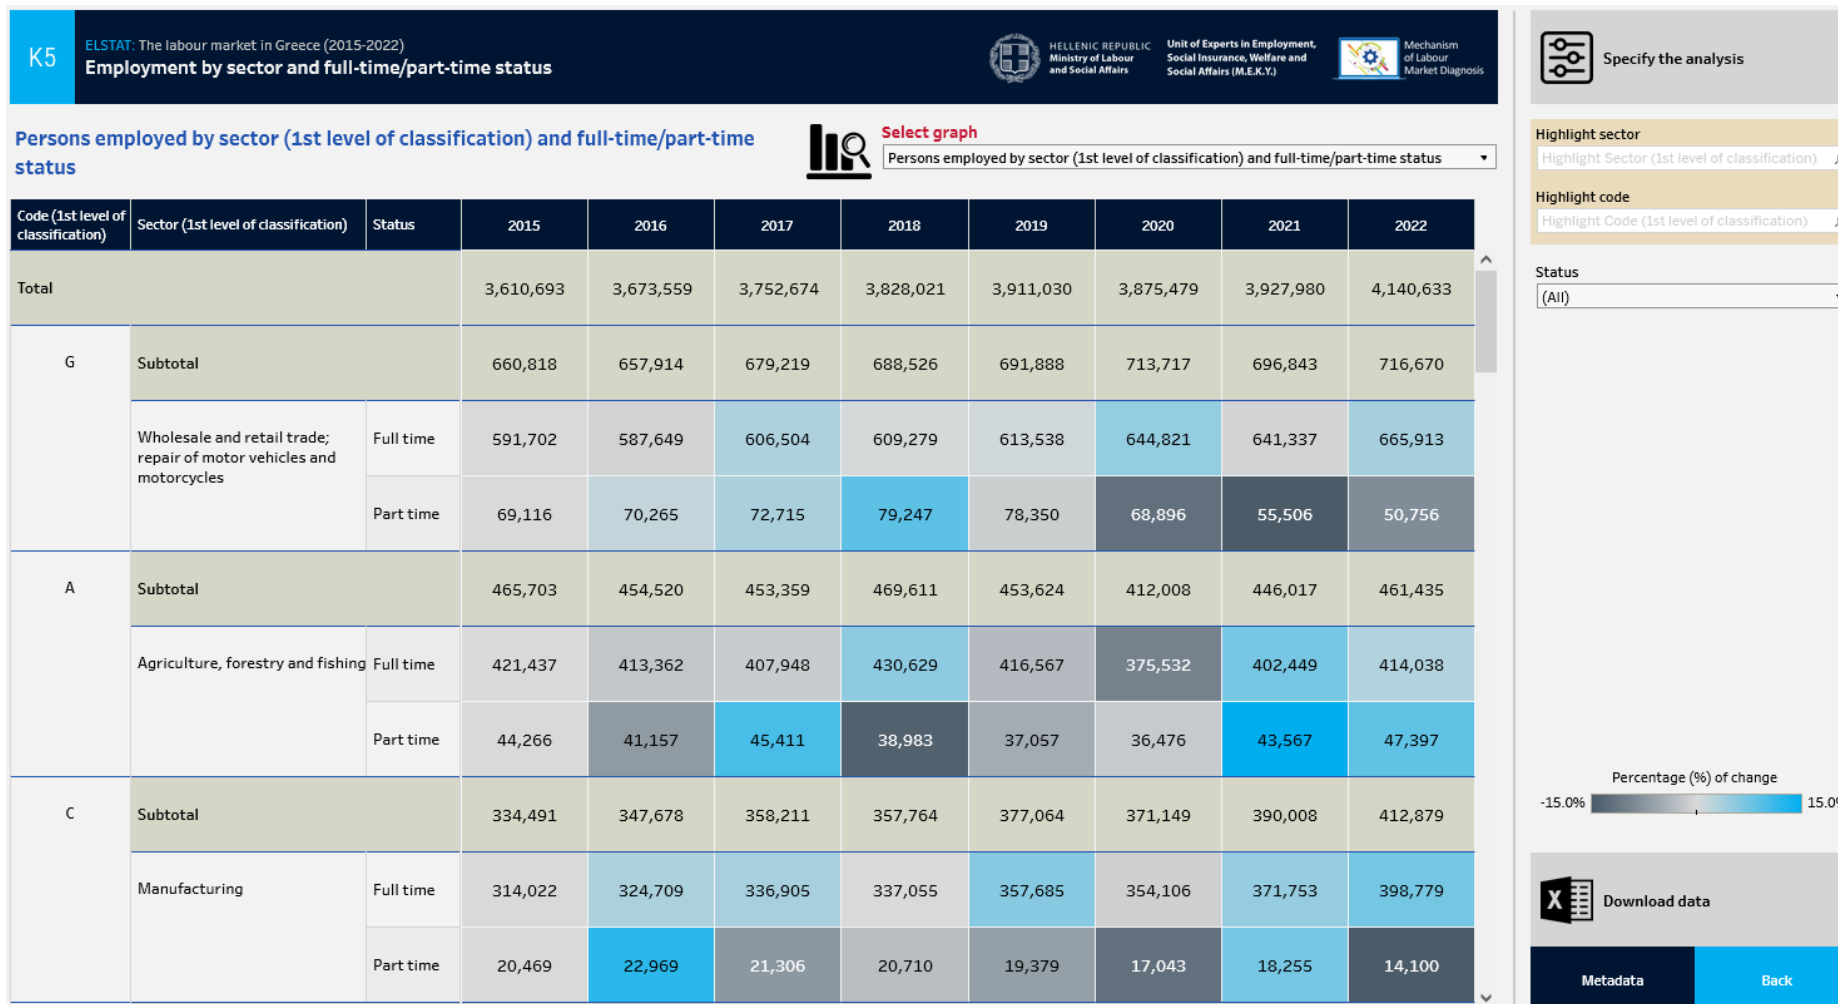 K5
ELSTAT: The labour market in Greece (2015-2022)
Employment by sector and full-time/part-time status
HELLENIC REPUBLIC
Ministry of Labour
and Social Affairs
Unit of Experts in Employment,
Social Insurance, Welfare and
Social Affairs (M.E.K.Y.)
Mechanism
of Labour
Market Diagnosis
Specify the analysis
Persons employed by sector (1st level of classification) and full-time/part-time
status
Select graph
Persons employed by sector (1st level of classification) and full-time/part-time status
Highlight sector
Highlight Sector (1st level of classification)
Highlight code
Highlight Code (1st level of classification)
Status
(All)
Code (1st level of
classification)
Sector (1st level of classification)
Status
2015 2016 2017 2018 2019 2020 2021 2022
Total 3,610,693 3,673,559 3,752,674 3,828,021 3,911,030 3,875,479 3,927,980 4,140,633
G Subtotal 660,818 657,914 679,219 688,526 691,888 713,717 696,843 716,670
Wholesale and retail trade;
repair of motor vehicles and
motorcycles
Full time 591,702 587,649 606,504 609,279 613,538 644,821 641,337 665,913
Part time 69,116 70,265 72,715 79,247 78,350 68,896 55,506 50,756
A Subtotal 465,703 454,520 453,359 469,611 453,624 412,008 446,017 461,435
Agriculture, forestry and fishing Full time 421,437 413,362 407,948 430,629 416,567 375,532 402,449 414,038
Part time 44,266 41,157 45,411 38,983 37,057 36,476 43,567 47,397
C Subtotal 334,491 347,678 358,211 357,764 377,064 371,149 390,008 412,879
Manufacturing Full time 314,022 324,709 336,905 337,055 357,685 354,106 371,753 398,779
Part time 20,469 22,969 21,306 20,710 19,379 17,043 18,255 14,100
Percentage (%) of change
-15.0% 15.0%
X
Download data
Metadata
Back